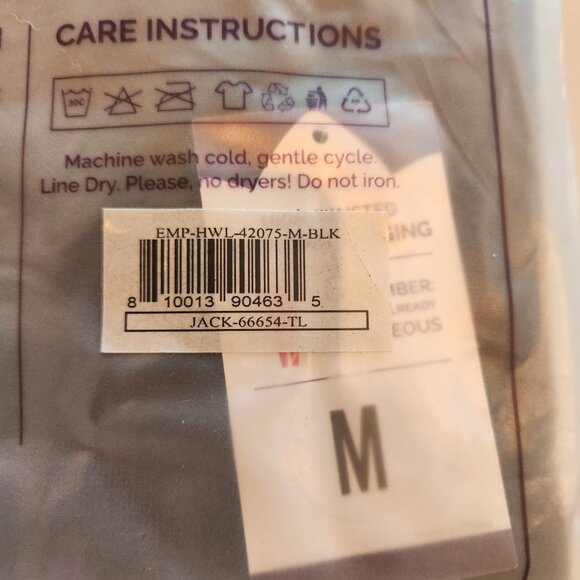 CARE INSTRUCTIONS
30C
Machine wash cold, gentle cycle.
Line Dry. Please, no dryers! Do not iron.
EMP-HWL-42075-M-BLK
8 10013 90463 5
JACK-66654-TL
M